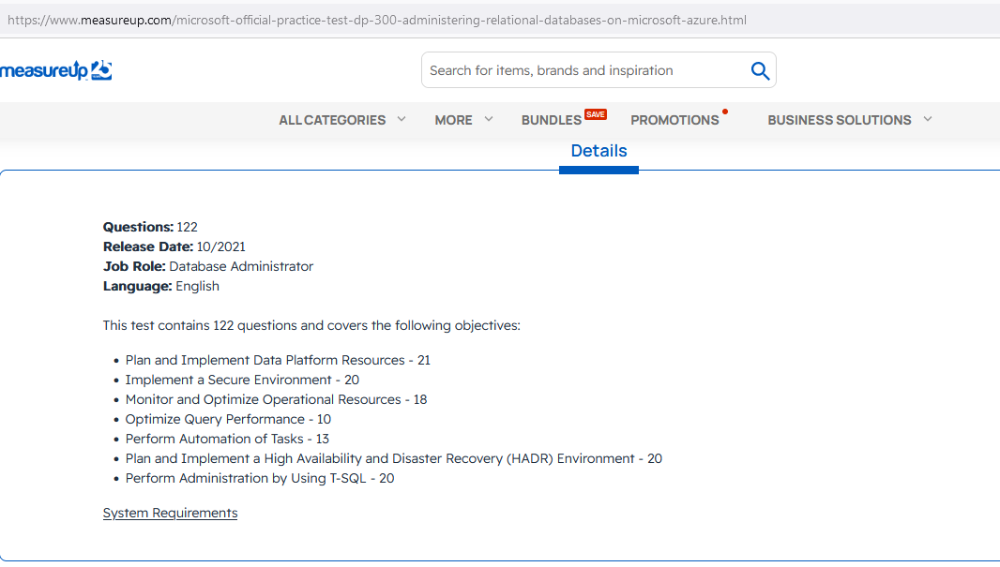 https://www.measureup.com/microsoft-official-practice-test-dp-300-administering-relational-databases-on-microsoft-azure.html
measureUp
Search for items, brands and inspiration
ALL CATEGORIES MORE BUNDLES SAVE PROMOTIONS BUSINESS SOLUTIONS
Details
Questions: 122
Release Date: 10/2021
Job Role: Database Administrator
Language: English
This test contains 122 questions and covers the following objectives:
• Plan and Implement Data Platform Resources - 21
• Implement a Secure Environment - 20
• Monitor and Optimize Operational Resources - 18
• Optimize Query Performance - 10
• Perform Automation of Tasks - 13
• Plan and Implement a High Availability and Disaster Recovery (HADR) Environment - 20
• Perform Administration by Using T-SQL - 20
System Requirements